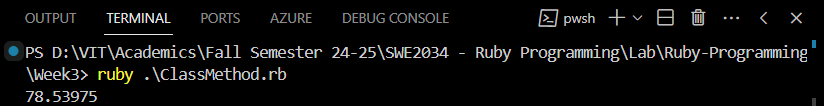 OUTPUT TERMINAL PORTS AZURE DEBUG CONSOLE pwsh
PS D:\VIT\Academics\Fall Semester 24-25\SWE2034 - Ruby Programming\Lab\Ruby-Programming
\Week3> ruby .\ClassMethod.rb
78.53975